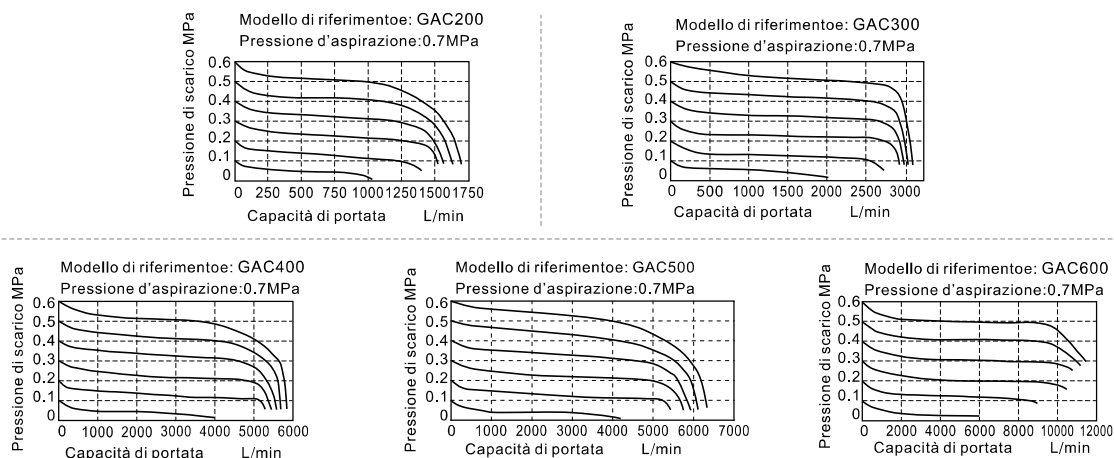 Modello di riferimentoe: GAC200
Pressione d'aspirazione:0.7MPa
Pressione di scarico MPa
0.6
0.5
0.4
0.3
0.2
0.1
0 250 500 750 1000 1250 1500 1750
Capacità di portata L/min
Modello di riferimentoe: GAC300
Pressione d'aspirazione:0.7MPa
Pressione di scarico MPa
0.6
0.5
0.4
0.3
0.2
0.1
0 500 1000 1500 2000 2500 3000
Capacità di portata L/min
Modello di riferimentoe: GAC400
Pressione d'aspirazione:0.7MPa
Pressione di scarico MPa
0.6
0.5
0.4
0.3
0.2
0.1
0
0 1000 2000 3000 4000 5000 6000
Capacità di portata L/min
Modello di riferimentoe: GAC500
Pressione d'aspirazione:0.7MPa
Pressione di scarico MPa
0.6
0.5
0.4
0.3
0.2
0.1
0
0 1000 2000 3000 4000 5000 6000 7000
Capacità di portata L/min
Modello di riferimentoe: GAC600
Pressione d'aspirazione:0.7MPa
Pressione di scarico MPa
0.6
0.5
0.4
0.3
0.2
0.1
0
0 2000 4000 6000 8000 10000 12000
Capacità di portata L/min